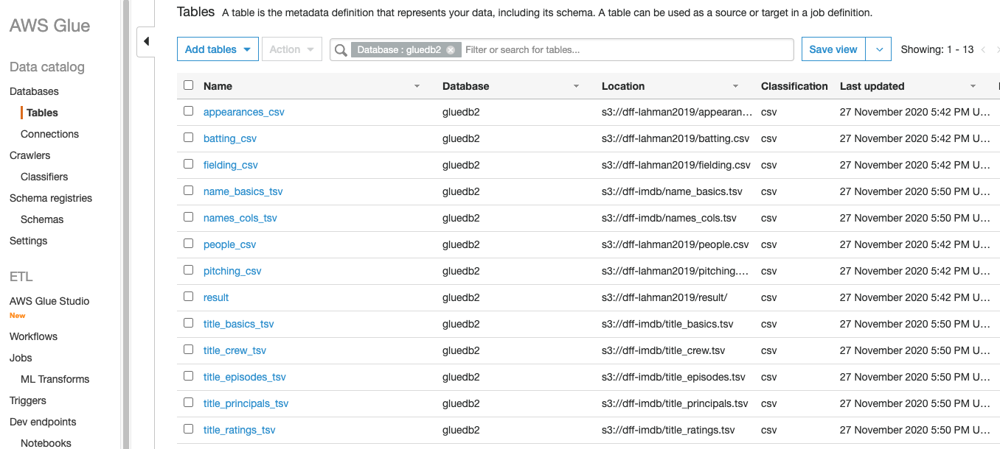 AWS Glue
Data catalog
Databases
Tables
Connections
Crawlers
Classifiers
Schema registries
Schemas
Settings
ETL
AWS Glue Studio
New
Workflows
Jobs
ML Transforms
Triggers
Dev endpoints
Notebooks
Tables A table is the metadata definition that represents your data, including its schema. A table can be used as a source or target in a job definition.
Add tables Action Database : gluedb2 Filter or search for tables... Save view Showing: 1 - 13
Name Database Location Classification Last updated
appearances_csv gluedb2 s3://dff-lahman2019/appearan... csv 27 November 2020 5:42 PM U...
batting_csv gluedb2 s3://dff-lahman2019/batting.csv csv 27 November 2020 5:42 PM U...
fielding_csv gluedb2 s3://dff-lahman2019/fielding.csv csv 27 November 2020 5:42 PM U...
name_basics_tsv gluedb2 s3://dff-imdb/name_basics.tsv csv 27 November 2020 5:50 PM U...
names_cols_tsv gluedb2 s3://dff-imdb/names_cols.tsv csv 27 November 2020 5:50 PM U...
people_csv gluedb2 s3://dff-lahman2019/people.csv csv 27 November 2020 5:42 PM U...
pitching_csv gluedb2 s3://dff-lahman2019/pitching.... csv 27 November 2020 5:42 PM U...
result gluedb2 s3://dff-lahman2019/result/ csv 27 November 2020 5:42 PM U...
title_basics_tsv gluedb2 s3://dff-imdb/title_basics.tsv csv 27 November 2020 5:50 PM U...
title_crew_tsv gluedb2 s3://dff-imdb/title_crew.tsv csv 27 November 2020 5:50 PM U...
title_episodes_tsv gluedb2 s3://dff-imdb/title_episodes.tsv csv 27 November 2020 5:50 PM U...
title_principals_tsv gluedb2 s3://dff-imdb/title_principals.tsv csv 27 November 2020 5:50 PM U...
title_ratings_tsv gluedb2 s3://dff-imdb/title_ratings.tsv csv 27 November 2020 5:50 PM U...